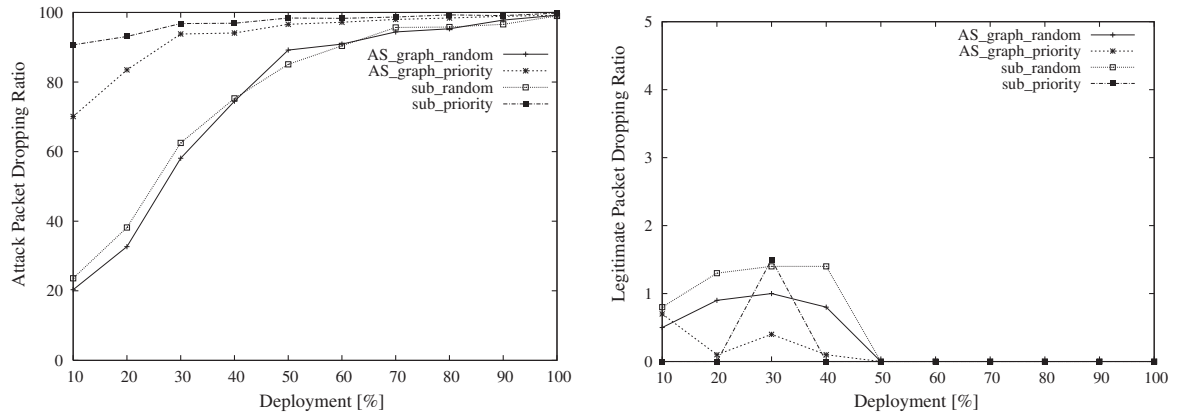 100
80
60
40
20
0
Attack Packet Dropping Ratio
AS_graph_random
AS_graph_priority
sub_random
sub_priority
10 20 30 40 50 60 70 80 90 100
Deployment [%]
5
4
3
2
1
0
Legitimate Packet Dropping Ratio
AS_graph_random
AS_graph_priority
sub_random
sub_priority
10 20 30 40 50 60 70 80 90 100
Deployment [%]